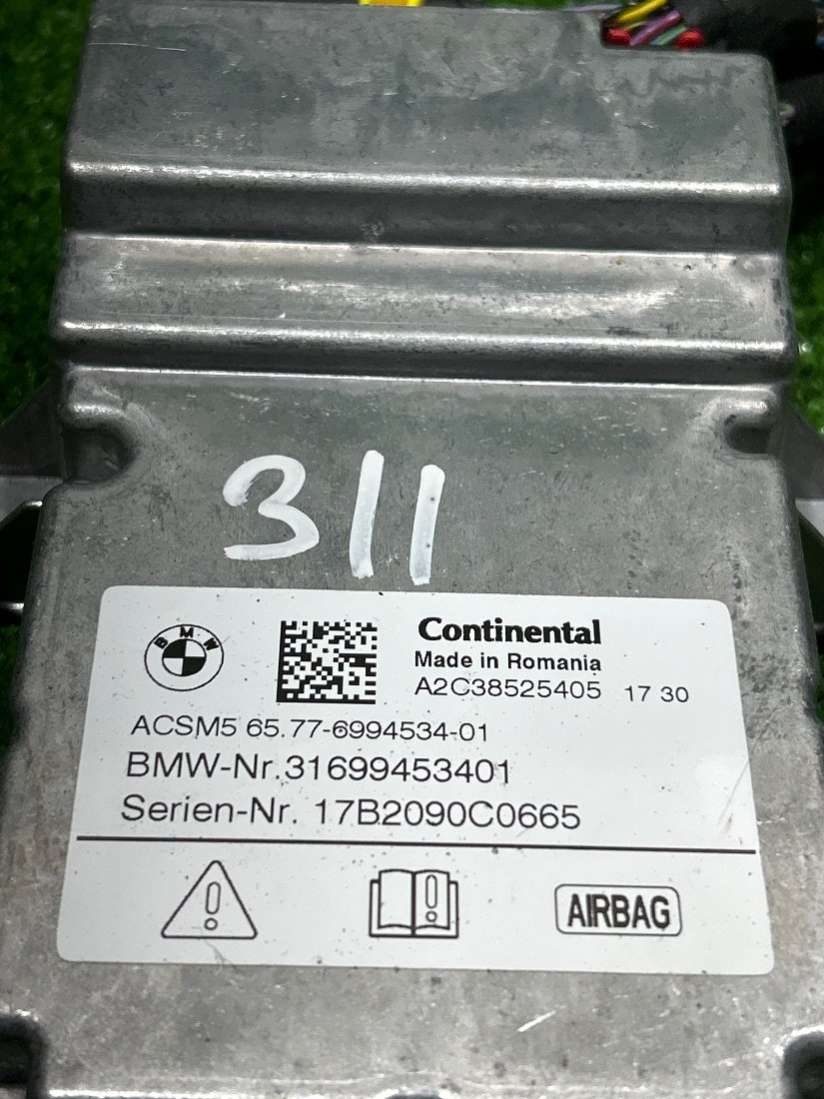 311
BMW
Continental
Made in Romania
A2C38525405 17 30
ACSM5 65.77-6994534-01
BMW-Nr.31699453401
Serien-Nr. 17B2090C0665
AIRBAG